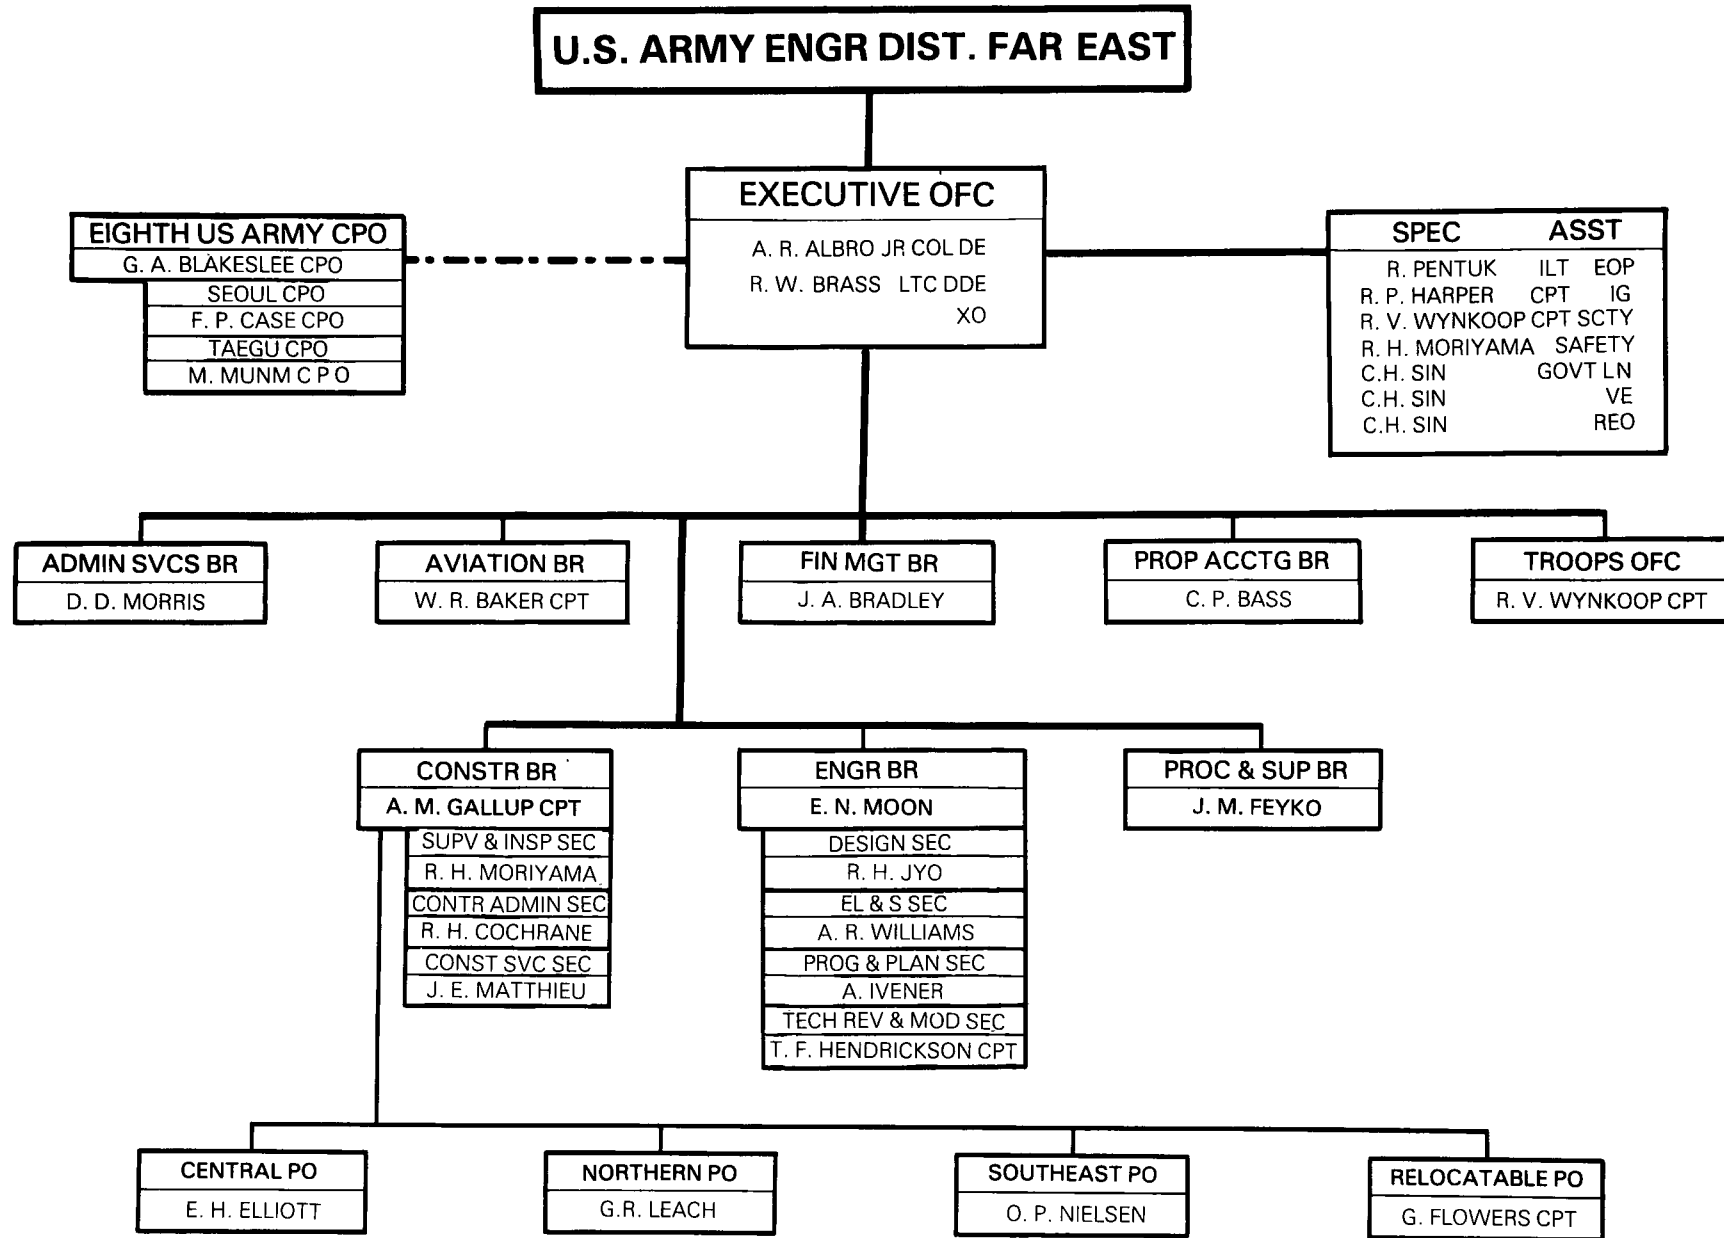 U.S. ARMY ENGR DIST. FAR EAST
EXECUTIVE OFC
A. R. ALBRO JR COL DE
R. W. BRASS LTC DDE
XO
EIGHTH US ARMY CPO
G. A. BLAKESLEE CPO
SEOUL CPO
F. P. CASE CPO
TAEGU CPO
M. MUNM C P O
SPEC ASST
R. PENTUK ILT EOP
R. P. HARPER CPT IG
R. V. WYNKOOP CPT SCTY
R. H. MORIYAMA SAFETY
C.H. SIN GOVT LN
C.H. SIN VE
C.H. SIN REO
ADMIN SVCS BR
D. D. MORRIS
AVIATION BR
W. R. BAKER CPT
FIN MGT BR
J. A. BRADLEY
PROP ACCTG BR
C. P. BASS
TROOPS OFC
R. V. WYNKOOP CPT
CONSTR BR
A. M. GALLUP CPT
SUPV & INSP SEC
R. H. MORIYAMA
CONTR ADMIN SEC
R. H. COCHRANE
CONST SVC SEC
J. E. MATTHIEU
ENGR BR
E. N. MOON
DESIGN SEC
R. H. JYO
EL & S SEC
A. R. WILLIAMS
PROG & PLAN SEC
A. IVENER
TECH REV & MOD SEC
T. F. HENDRICKSON CPT
PROC & SUP BR
J. M. FEYKO
CENTRAL PO
E. H. ELLIOTT
NORTHERN PO
G.R. LEACH
SOUTHEAST PO
O. P. NIELSEN
RELOCATABLE PO
G. FLOWERS CPT